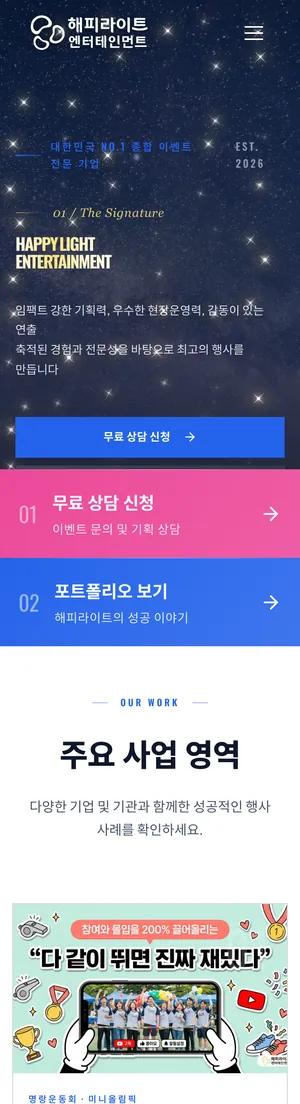 해피라이트
엔터테인먼트
대한민국 NO.1 종합 이벤트
전문 기업
EST.
2026
01 / The Signature
HAPPY LIGHT
ENTERTAINMENT
임팩트 강한 기획력, 우수한 현장운영력, 감동이 있는
연출
축적된 경험과 전문성을 바탕으로 최고의 행사를
만듭니다
무료 상담 신청 →
01
무료 상담 신청
이벤트 문의 및 기획 상담
→
02
포트폴리오 보기
해피라이트의 성공 이야기
→
OUR WORK
주요 사업 영역
다양한 기업 및 기관과 함께한 성공적인 행사
사례를 확인하세요.
참여와 몰입을 200% 끌어올리는
“다 같이 뛰면 진짜 재밌다”
구독
좋아요
알림설정
명랑운동회 · 미니올림픽